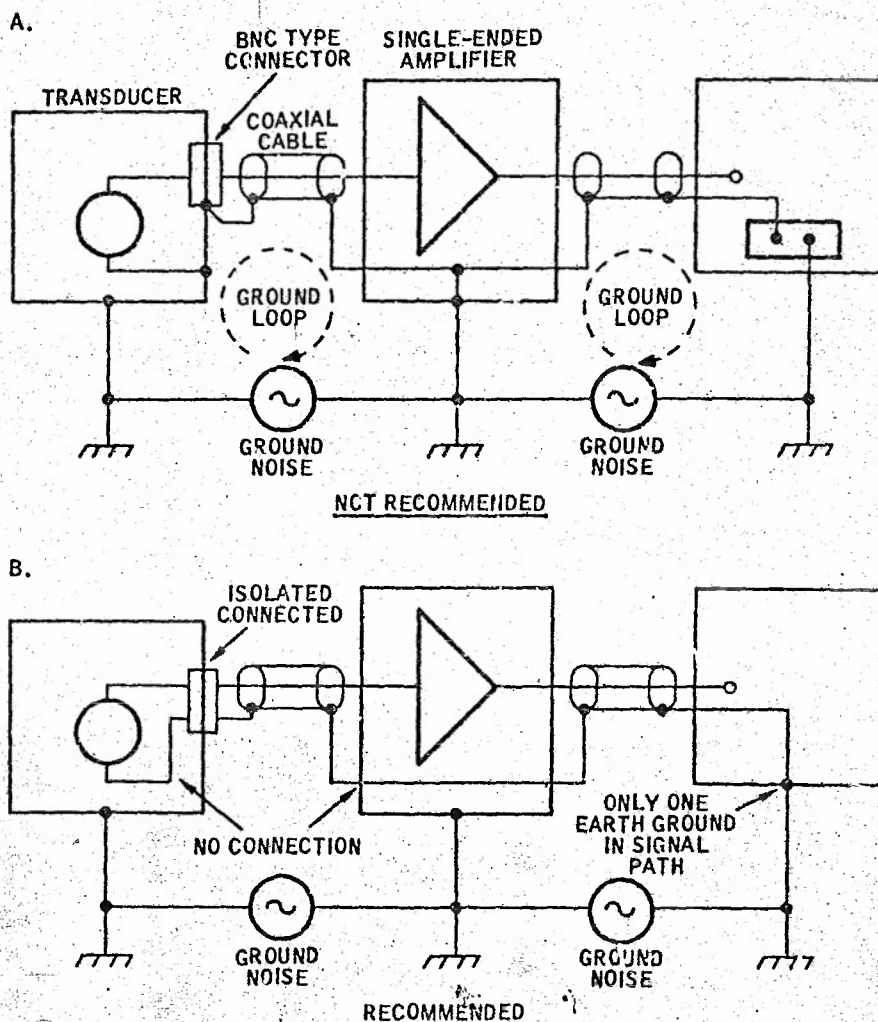 A.
BNC TYPE
CONNECTOR
SINGLE-ENDED
AMPLIFIER
TRANSDUCER
COAXIAL
CABLE
GROUND
LOOP
GROUND
LOOP
GROUND
NOISE
GROUND
NOISE
NCT RECOMMENDED
B.
ISOLATED
CONNECTED
NO CONNECTION
ONLY ONE
EARTH GROUND
IN SIGNAL
PATH
GROUND
NOISE
GROUND
NOISE
RECOMMENDED